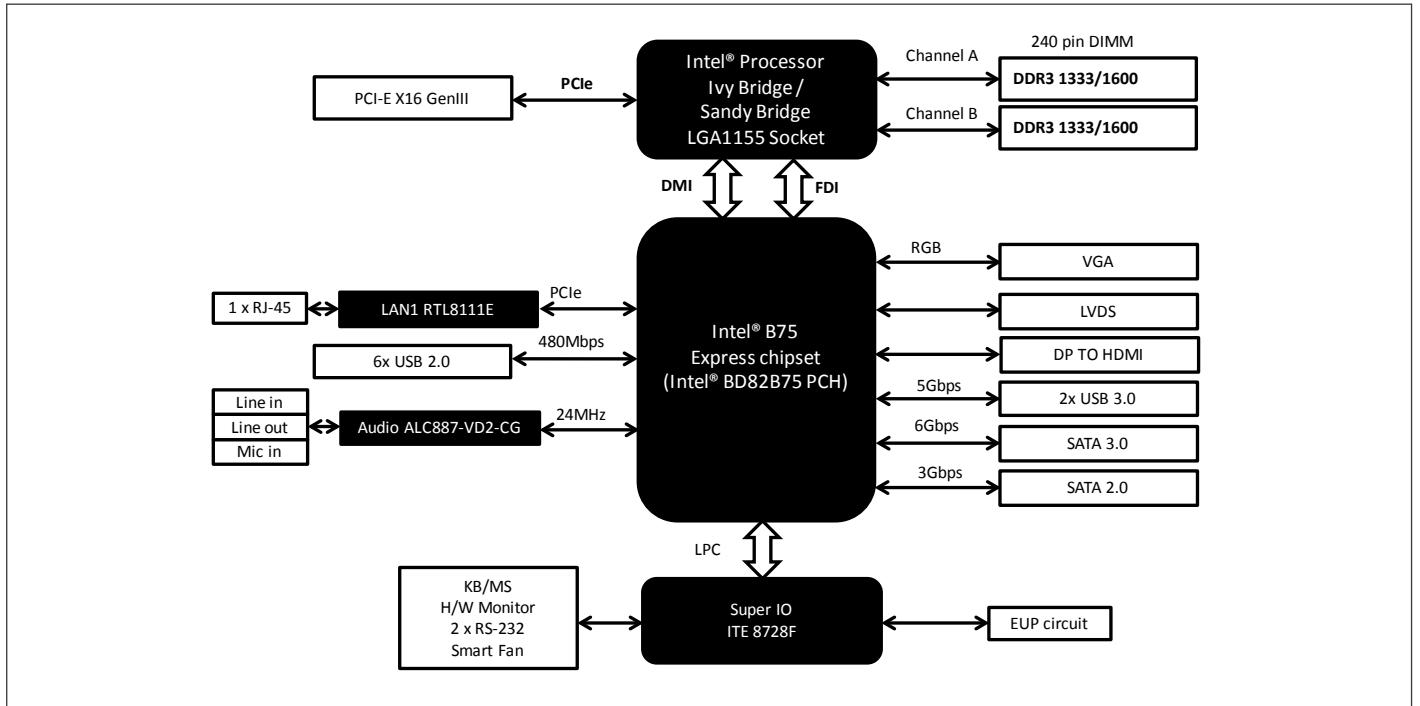 240 pin DIMM
Intel® Processor
Ivy Bridge /
Sandy Bridge
LGA1155 Socket
PCI-E X16 GenIII
PCIe
Channel A
DDR3 1333/1600
Channel B
DDR3 1333/1600
DMI
FDI
Intel® B75
Express chipset
(Intel® BD82B75 PCH)
1 x RJ-45
LAN1 RTL8111E
PCIe
6x USB 2.0
480Mbps
Line in
Line out
Mic in
Audio ALC887-VD2-CG
24MHz
RGB
VGA
LVDS
DP TO HDMI
5Gbps
2x USB 3.0
6Gbps
SATA 3.0
3Gbps
SATA 2.0
LPC
KB/MS
H/W Monitor
2 x RS-232
Smart Fan
Super IO
ITE 8728F
EUP circuit